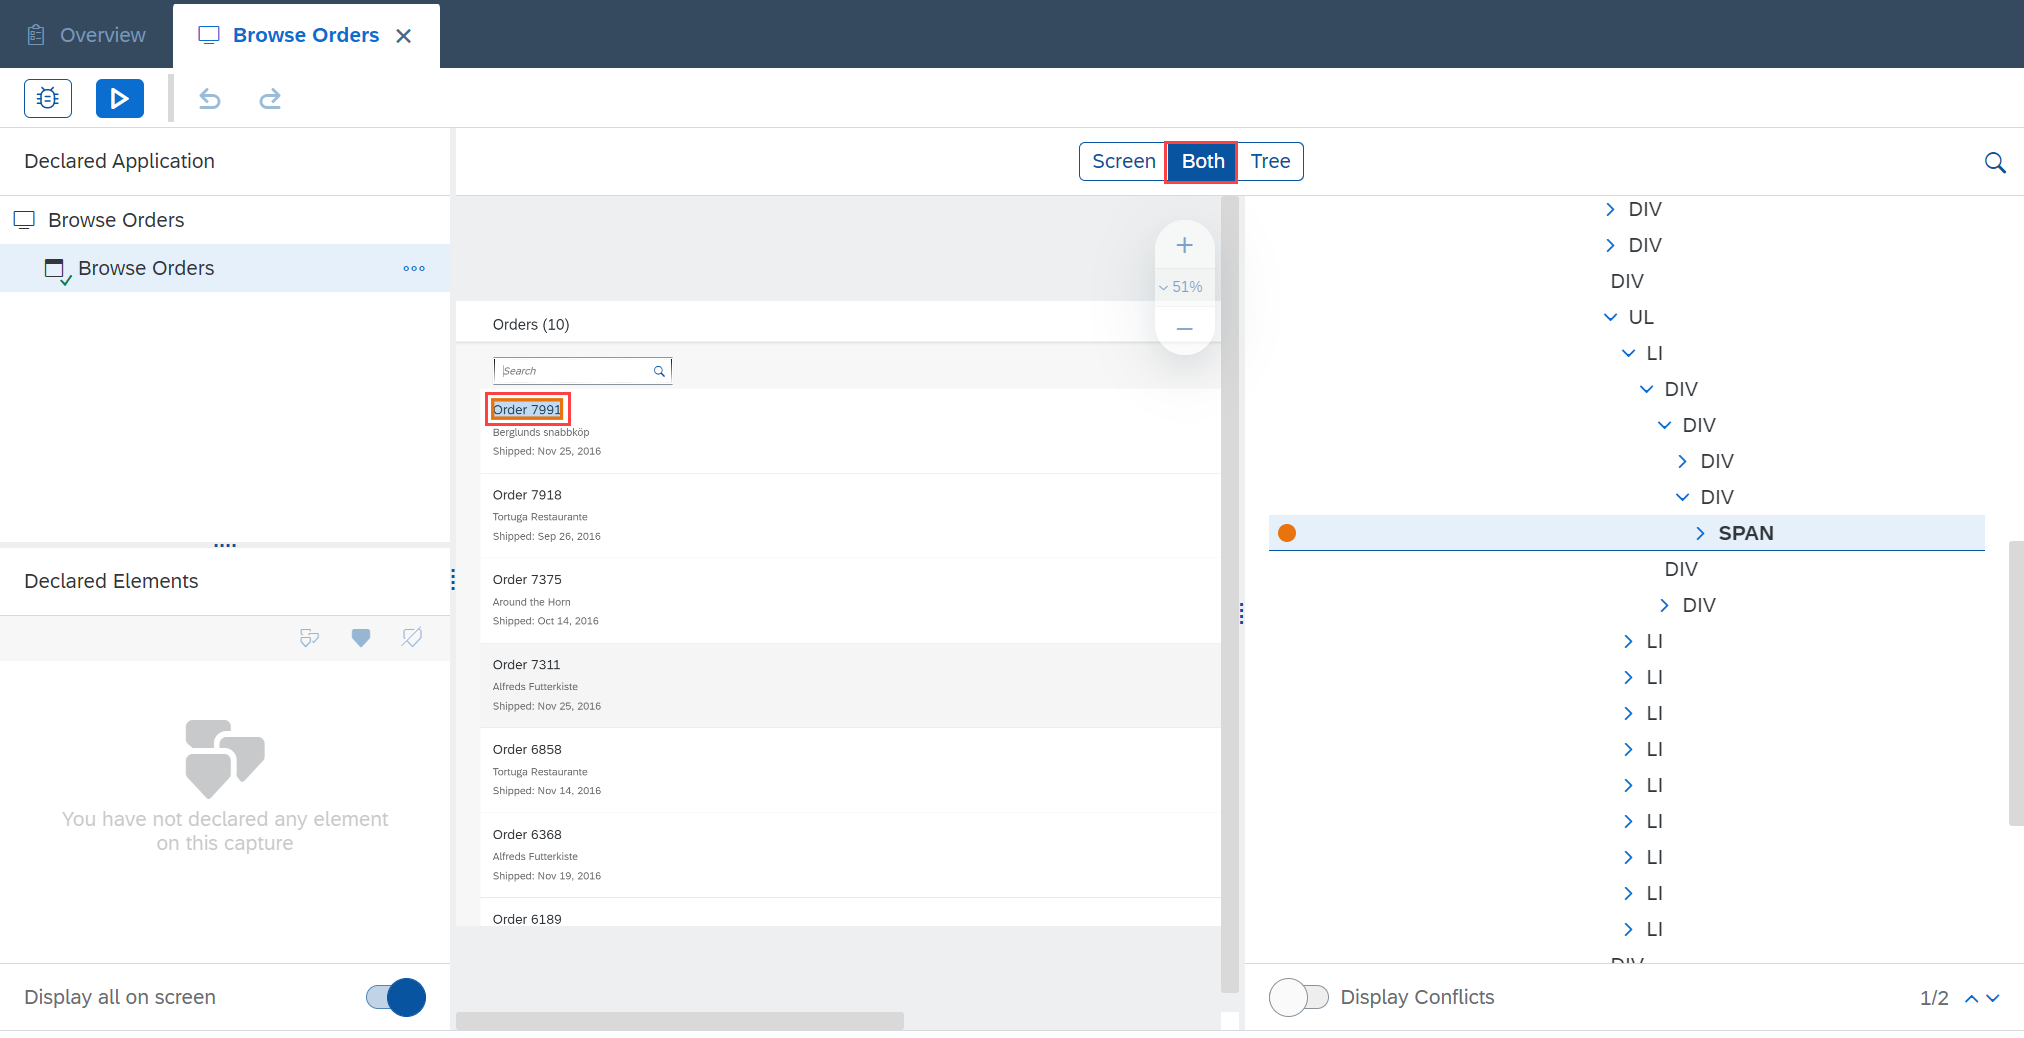 Overview
Browse Orders
Declared Application
Screen Both Tree
Browse Orders
Browse Orders
Declared Elements
You have not declared any element
on this capture
Display all on screen
51%
Orders (10)
Search
Order 7991
Berglunds snabbköp
Shipped: Nov 25, 2016
Order 7918
Tortuga Restaurante
Shipped: Sep 26, 2016
Order 7375
Around the Horn
Shipped: Oct 14, 2016
Order 7311
Alfreds Futterkiste
Shipped: Nov 25, 2016
Order 6858
Tortuga Restaurante
Shipped: Nov 14, 2016
Order 6368
Alfreds Futterkiste
Shipped: Nov 19, 2016
Order 6189
DIV
DIV
DIV
UL
LI
DIV
DIV
DIV
DIV
SPAN
DIV
DIV
LI
LI
LI
LI
LI
LI
LI
LI
LI
DIV
Display Conflicts
1/2